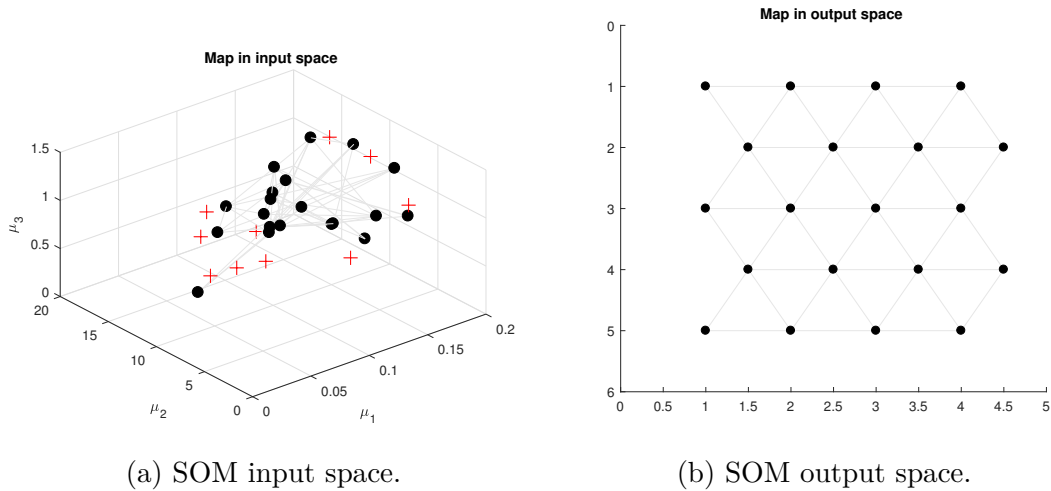 Map in input space
1.5
1
0.5
0
μ3
20
15
10
5
0
μ2
0
0.05
0.1
0.15
0.2
μ1
(a) SOM input space.
Map in output space
0
1
2
3
4
5
6
0 0.5 1 1.5 2 2.5 3 3.5 4 4.5 5
(b) SOM output space.